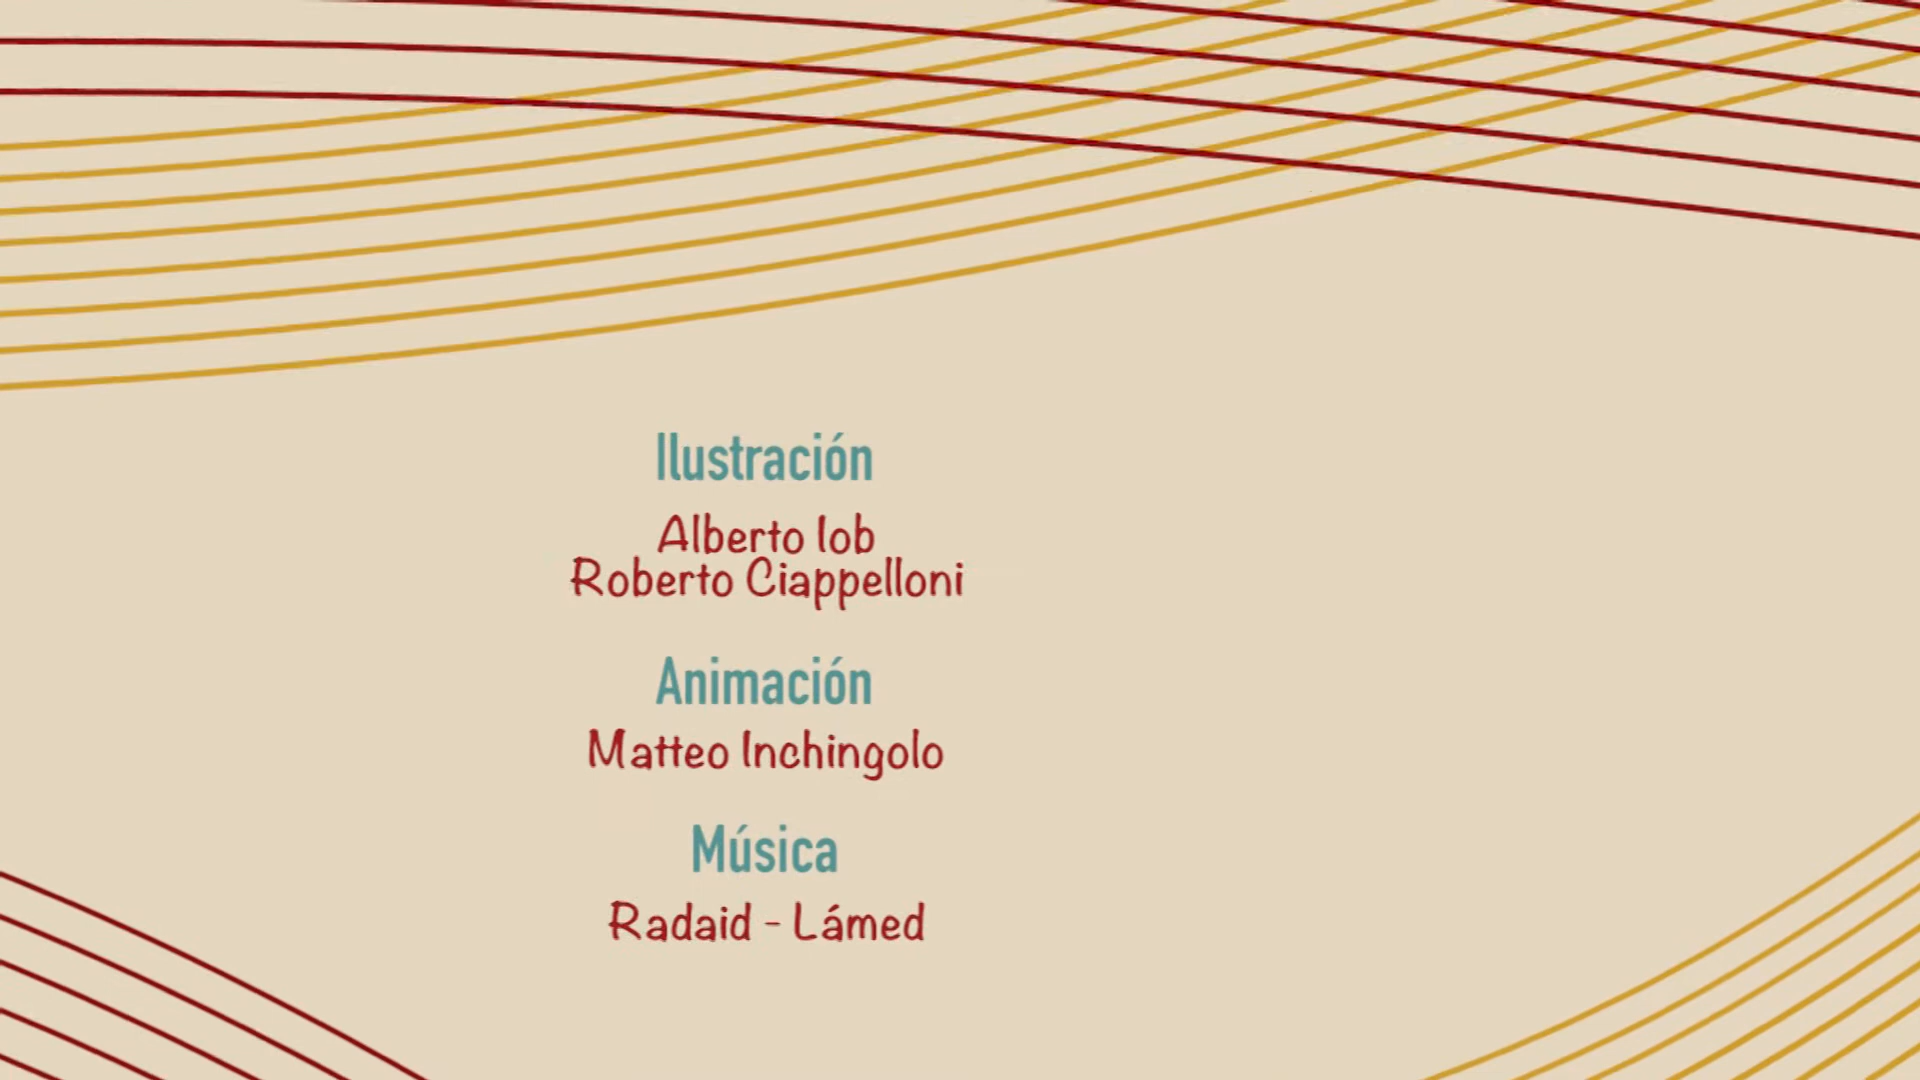 Ilustración
Alberto Iob
Roberto Ciappelloni
Animación
Matteo Inchingolo
Música
Radaid - Lámed